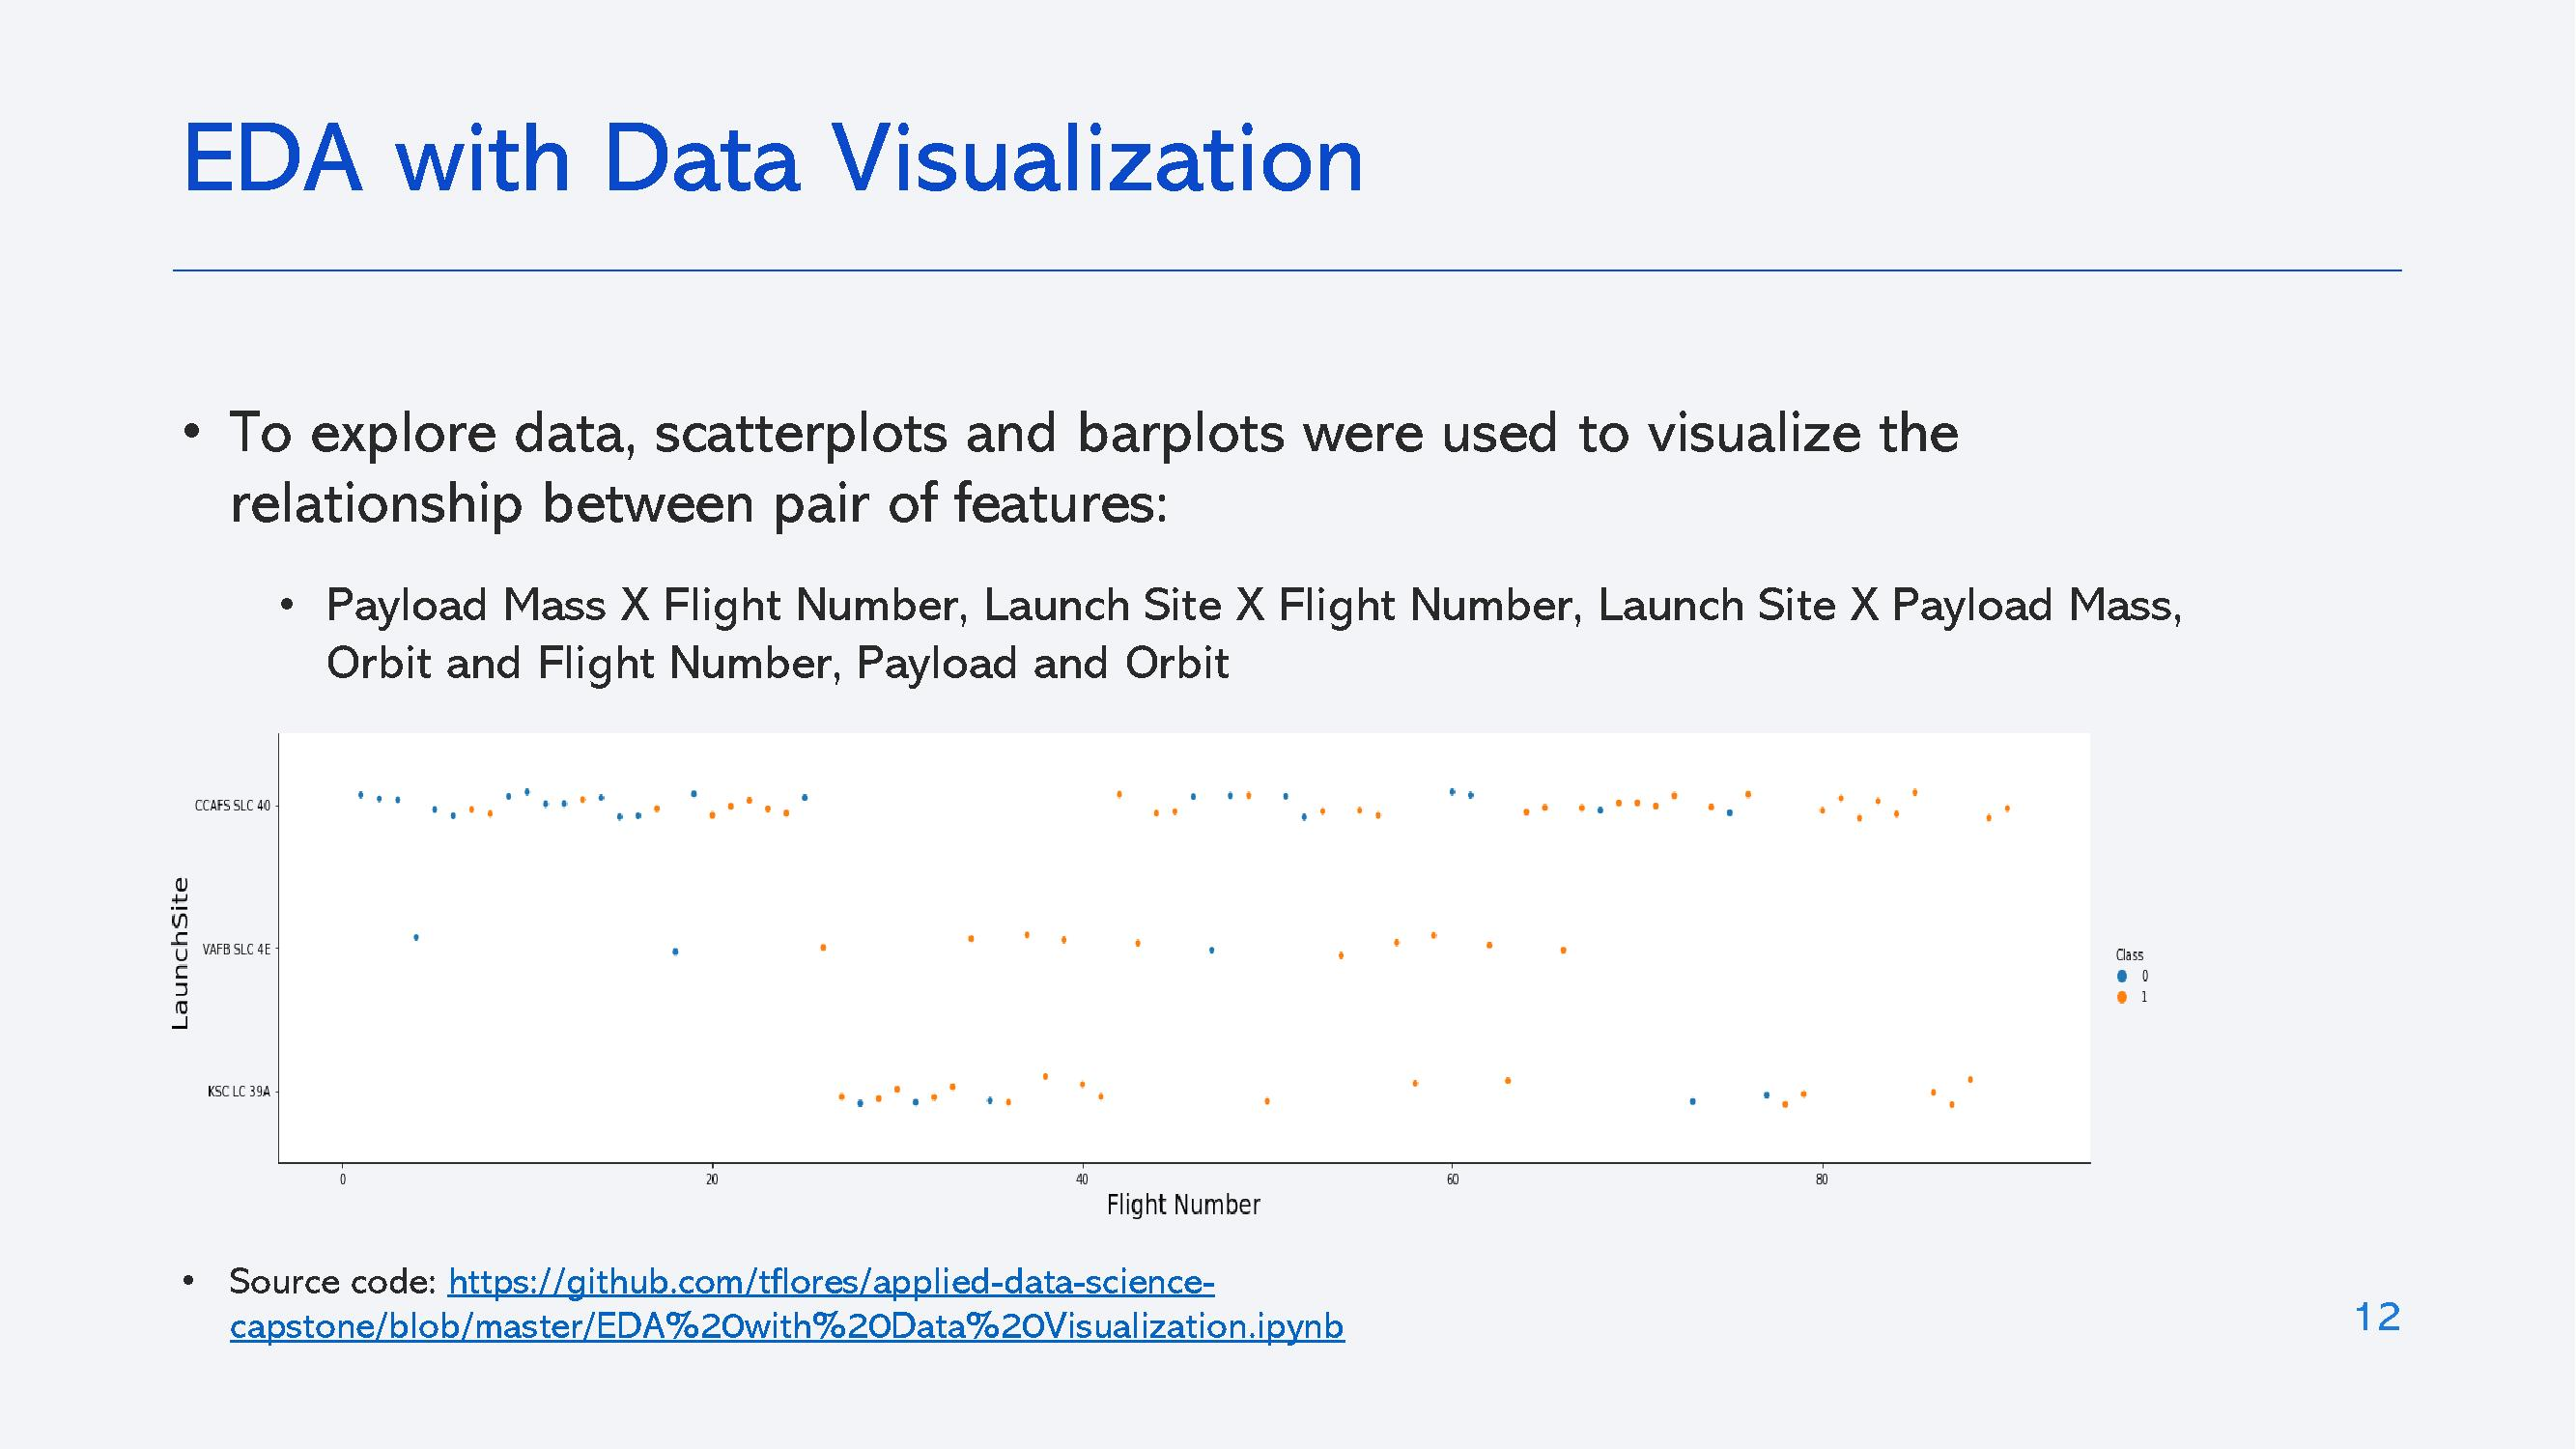 EDA with Data Visualization
• To explore data, scatterplots and barplots were used to visualize the
relationship between pair of features:
• Payload Mass X Flight Number, Launch Site X Flight Number, Launch Site X Payload Mass,
Orbit and Flight Number, Payload and Orbit
LaunchSite
CCAFS SLC 40
VAFB SLC 4E
KSC LC 39A
0 20 40 60 80
Flight Number
Class
0
1
• Source code: https://github.com/tflores/applied-data-science-
capstone/blob/master/EDA%20with%20Data%20Visualization.ipynb
12